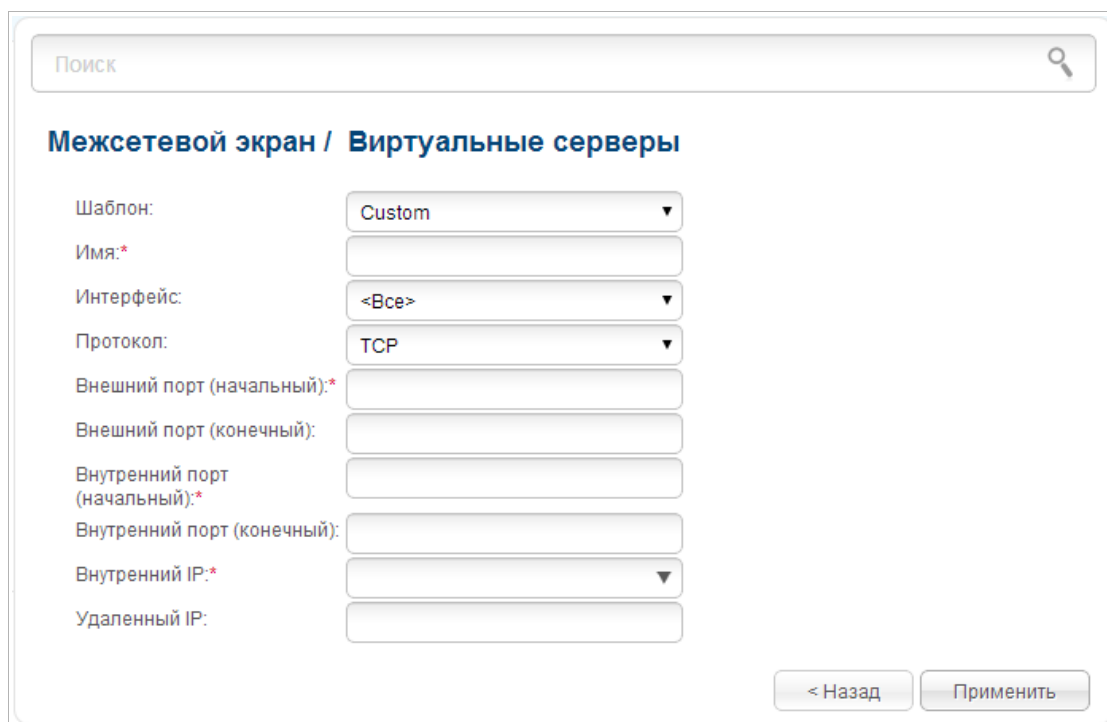 Поиск
Межсетевой экран / Виртуальные серверы
Шаблон:
Custom
Имя:*
Интерфейс:
<Все>
Протокол:
TCP
Внешний порт (начальный):*
Внешний порт (конечный):
Внутренний порт
(начальный):*
Внутренний порт (конечный):
Внутренний IP:*
Удаленный IP:
< Назад
Применить